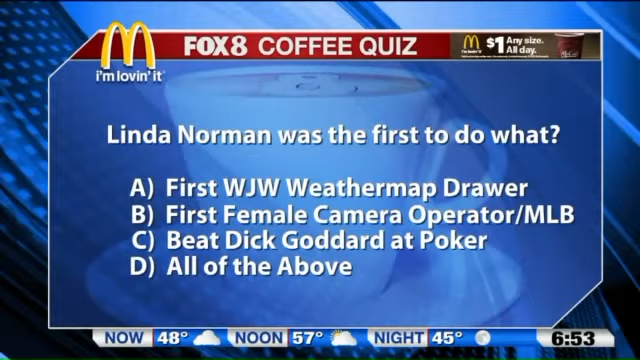 i'm lovin' it
FOX 8 COFFEE QUIZ
$1 Any size.
All day.
Linda Norman was the first to do what?
A) First WJW Weathermap Drawer
B) First Female Camera Operator/MLB
C) Beat Dick Goddard at Poker
D) All of the Above
NOW 48° NOON 57° NIGHT 45° 6:53